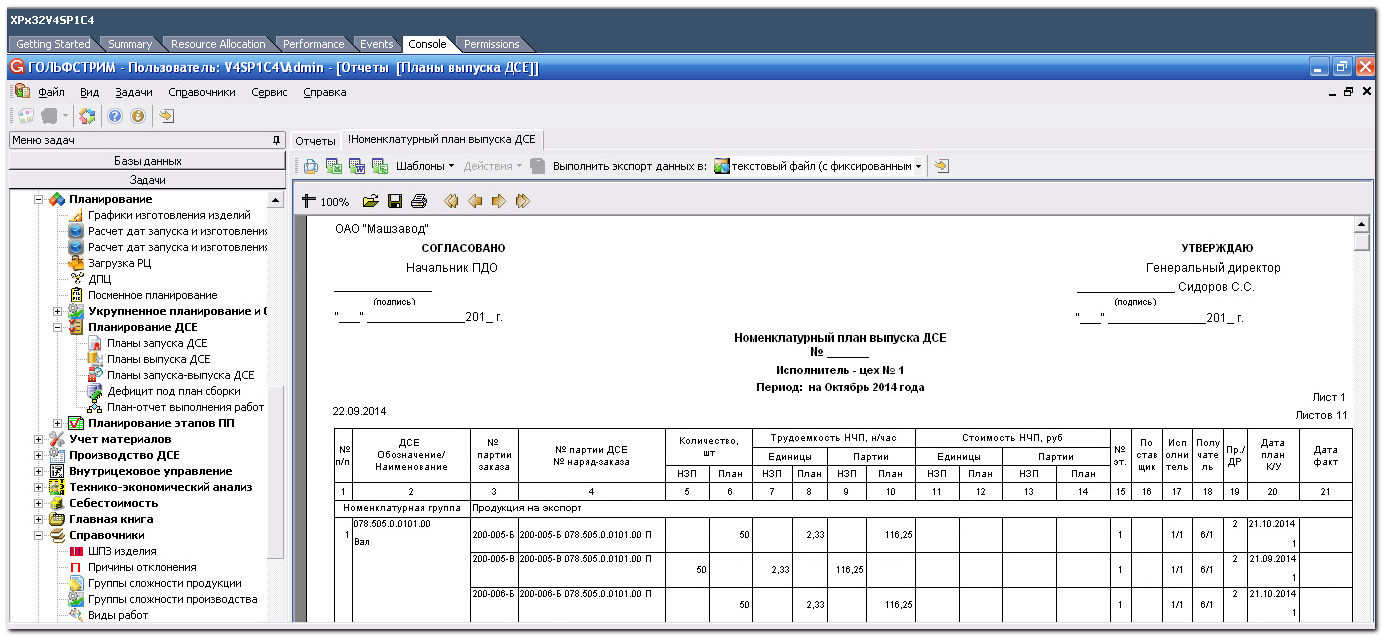 XPx32V4SP1C4
Getting Started Summary Resource Allocation Performance Events Console Permissions
ГОЛЬФСТРИМ - Пользователь: V4SP1C4\Admin - [Отчеты [Планы выпуска ДСЕ]]
Файл Вид Задачи Справочники Сервис Справка
Меню задач
Базы данных
Задачи
Планирование
Графики изготовления изделий
Расчет дат запуска и изготовления
Расчет дат запуска и изготовления
Загрузка РЦ
ДПЦ
Посменное планирование
Укрупненное планирование и
Планирование ДСЕ
Планы запуска ДСЕ
Планы выпуска ДСЕ
Планы запуска-выпуска ДСЕ
Дефицит под план сборки
План-отчет выполнения работ
Планирование этапов ПП
Учет материалов
Производство ДСЕ
Внутрицеховое управление
Технико-экономический анализ
Себестоимость
Главная книга
Справочники
ШПЗ изделия
Причины отклонения
Группы сложности продукции
Группы сложности производства
Виды работ
Отчеты !Номенклатурный план выпуска ДСЕ
Шаблоны Действия Выполнить экспорт данных в: текстовый файл (с фиксированным
100%
ОАО "Машзавод"
СОГЛАСОВАНО УТВЕРЖДАЮ
Начальник ПДО Генеральный директор
______________ ______________ Сидоров С.С.
(подпись) (подпись)
"___" ______________201_ г. "___" ______________201_ г.
Номенклатурный план выпуска ДСЕ
№ ______
Исполнитель - цех № 1
Период: на Октябрь 2014 года
Лист 1
22.09.2014 Листов 11
№ п/п ДСЕ Обозначение/ Наименование № партии заказа № партии ДСЕ № наряд-заказа Количество, шт Трудоемкость НЧП, н/час Стоимость НЧП, руб № эт. По став щик Исп олни тель Полу чате ль Пр./ ДР Дата план К/У Дата факт
Единицы Партии Единицы Партии
НЗП План НЗП План НЗП План НЗП План НЗП План
1 2 3 4 5 6 7 8 9 10 11 12 13 14 15 16 17 18 19 20 21
Номенклатурная группа Продукция на экспорт
1 078.505.0.0101.00 Вал 200-005-Б 200-005-Б 078.505.0.0101.00 П 50 2,33 116,25 1 1/1 6/1 2 21.10.2014 1
200-005-В 200-005-В 078.505.0.0101.00 П 50 2,33 116,25 1 1/1 6/1 2 21.09.2014 1
200-006-Б 200-006-Б 078.505.0.0101.00 П 50 2,33 116,25 1 1/1 6/1 2 21.10.2014 1